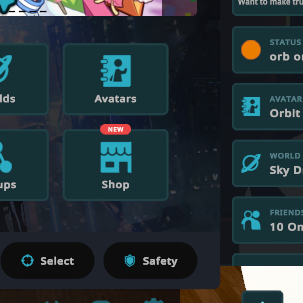 Want to make tru
STATUS
orb o
lds
Avatars
AVATAR
Orbit
NEW
ups
Shop
WORLD
Sky D
FRIENDS
10 On
Select
Safety